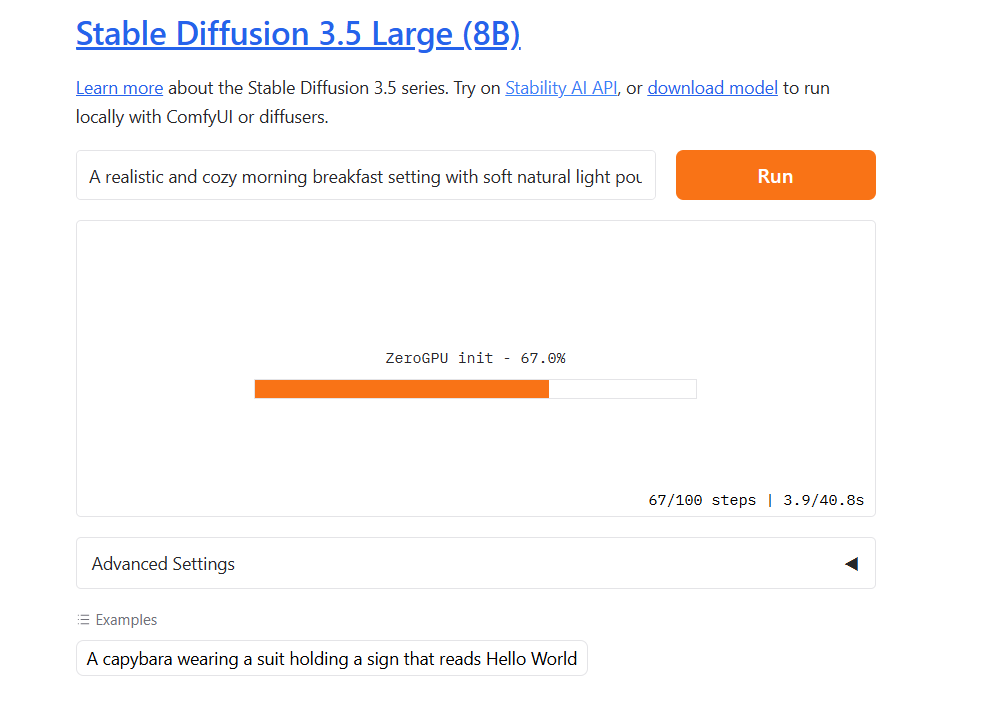 Stable Diffusion 3.5 Large (8B)
Learn more about the Stable Diffusion 3.5 series. Try on Stability AI API, or download model to run
locally with ComfyUI or diffusers.
A realistic and cozy morning breakfast setting with soft natural light pou
Run
ZeroGPU init - 67.0%
67/100 steps | 3.9/40.8s
Advanced Settings
Examples
A capybara wearing a suit holding a sign that reads Hello World